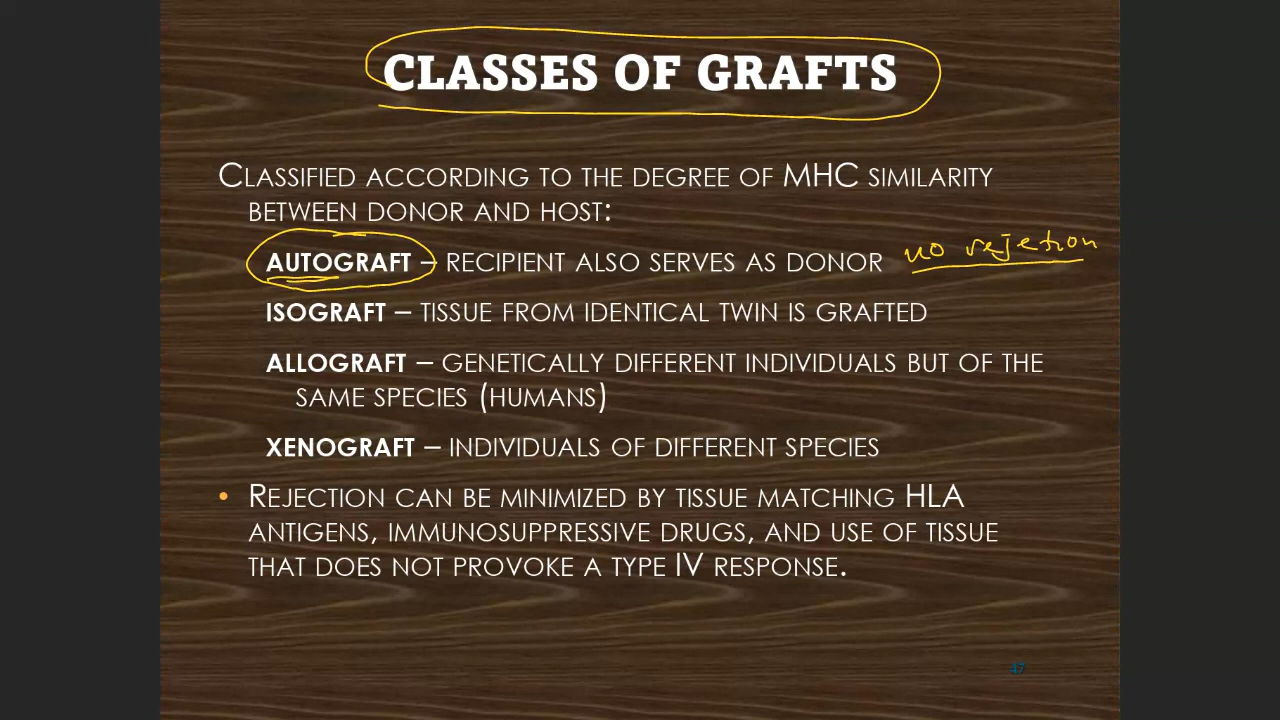 CLASSES OF GRAFTS
CLASSIFIED ACCORDING TO THE DEGREE OF MHC SIMILARITY
BETWEEN DONOR AND HOST:
AUTOGRAFT – RECIPIENT ALSO SERVES AS DONOR no rejetion
ISOGRAFT – TISSUE FROM IDENTICAL TWIN IS GRAFTED
ALLOGRAFT – GENETICALLY DIFFERENT INDIVIDUALS BUT OF THE
SAME SPECIES (HUMANS)
XENOGRAFT – INDIVIDUALS OF DIFFERENT SPECIES
• REJECTION CAN BE MINIMIZED BY TISSUE MATCHING HLA
ANTIGENS, IMMUNOSUPPRESSIVE DRUGS, AND USE OF TISSUE
THAT DOES NOT PROVOKE A TYPE IV RESPONSE.
47